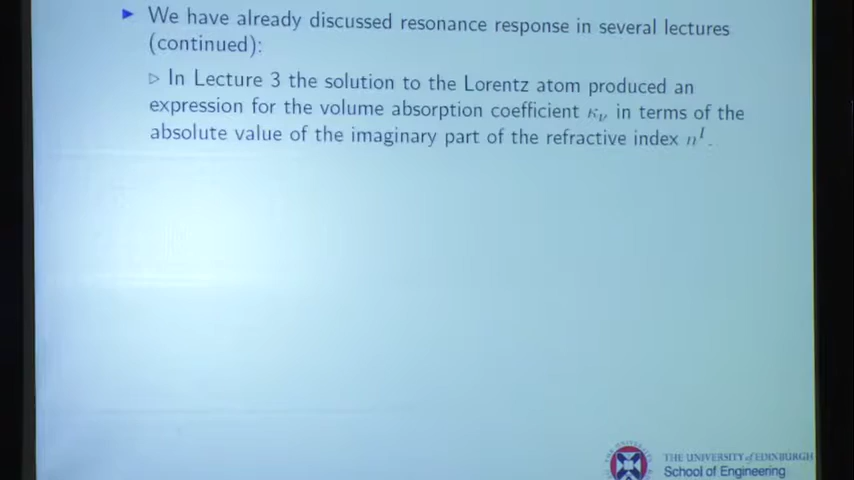 ► We have already discussed resonance response in several lectures
(continued):
▷ In Lecture 3 the solution to the Lorentz atom produced an
expression for the volume absorption coefficient κν in terms of the
absolute value of the imaginary part of the refractive index n^I.
THE UNIVERSITY of EDINBURGH
School of Engineering